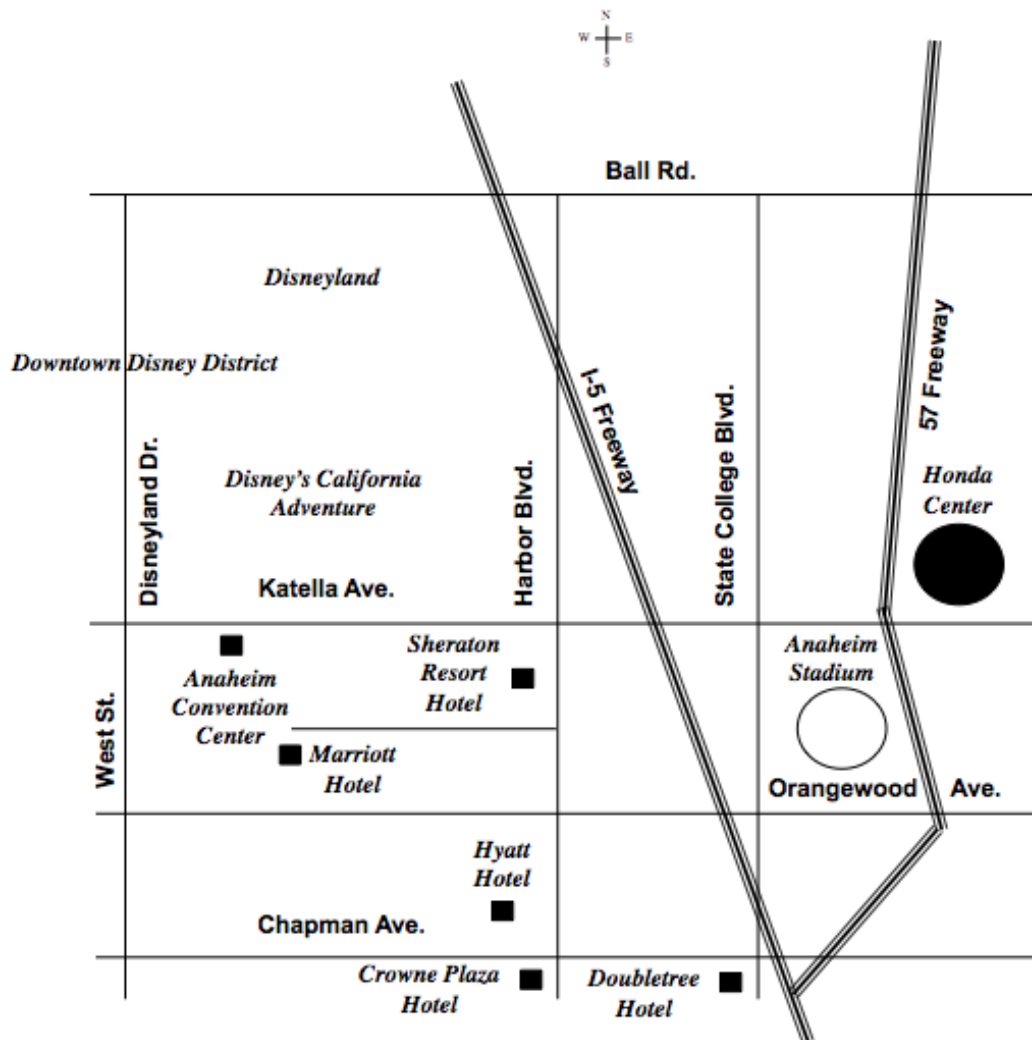 N
W E
S
Ball Rd.
Disneyland
Downtown Disney District
I-5 Freeway
57 Freeway
State College Blvd.
Harbor Blvd.
Disneyland Dr.
Disney's California
Adventure
Honda
Center
Katella Ave.
Sheraton
Resort
Hotel
Anaheim
Stadium
Anaheim
Convention
Center
West St.
Marriott
Hotel
Orangewood Ave.
Hyatt
Hotel
Chapman Ave.
Crowne Plaza
Hotel
Doubletree
Hotel